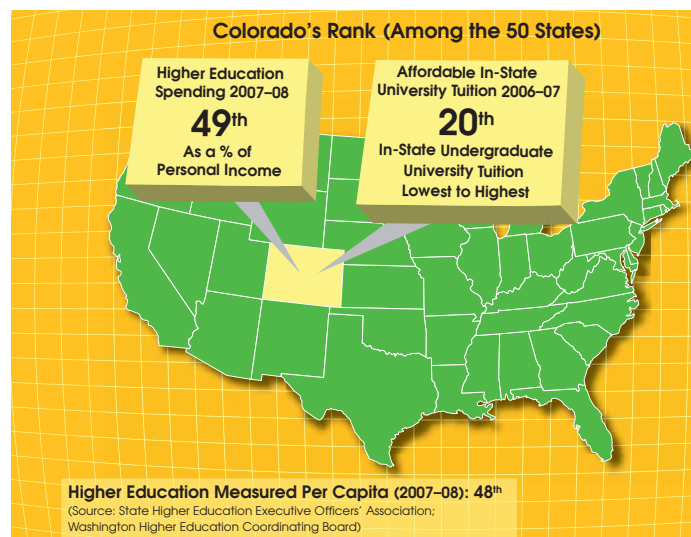 Colorado's Rank (Among the 50 States)
Higher Education
Spending 2007–08
49th
As a % of
Personal Income
Affordable In-State
University Tuition 2006–07
20th
In-State Undergraduate
University Tuition
Lowest to Highest
Higher Education Measured Per Capita (2007–08): 48th
(Source: State Higher Education Executive Officers' Association;
Washington Higher Education Coordinating Board)